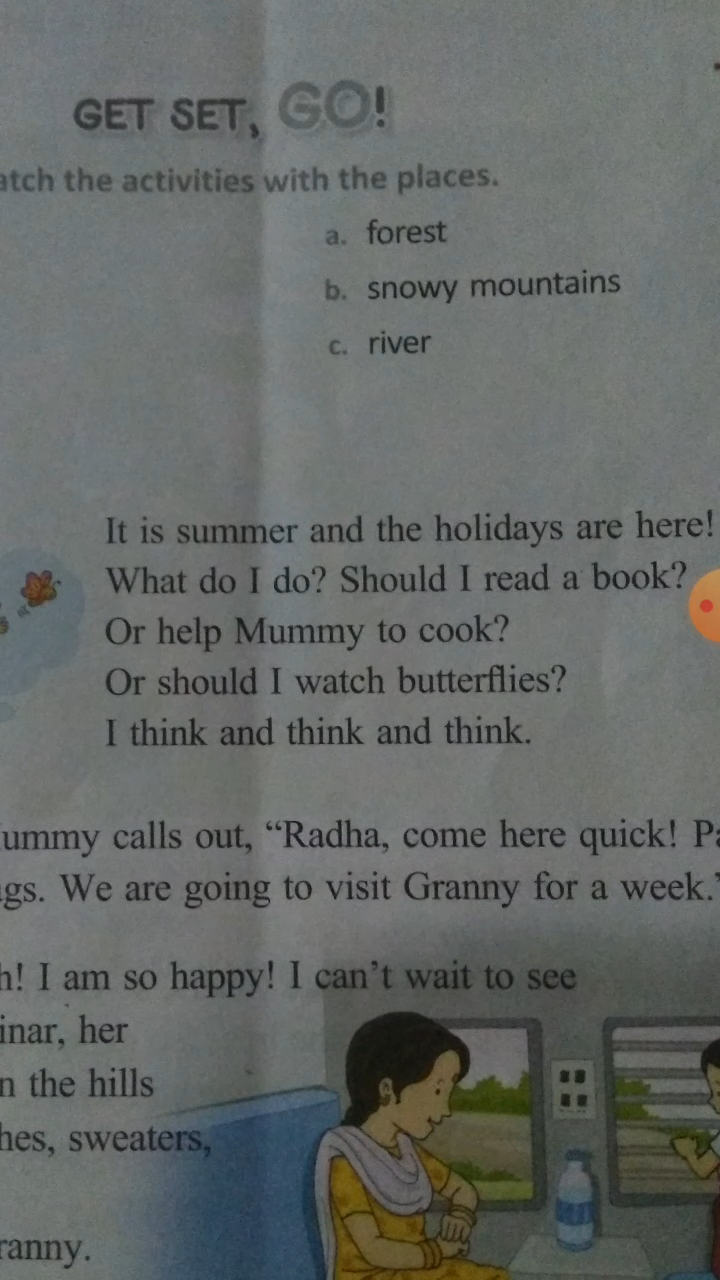 GET SET, GO!
atch the activities with the places.
a. forest
b. snowy mountains
c. river
It is summer and the holidays are here!
What do I do? Should I read a book?
Or help Mummy to cook?
Or should I watch butterflies?
I think and think and think.
ummy calls out, “Radha, come here quick! Pa
gs. We are going to visit Granny for a week.”
h! I am so happy! I can’t wait to see
inar, her
n the hills
hes, sweaters,
ranny.